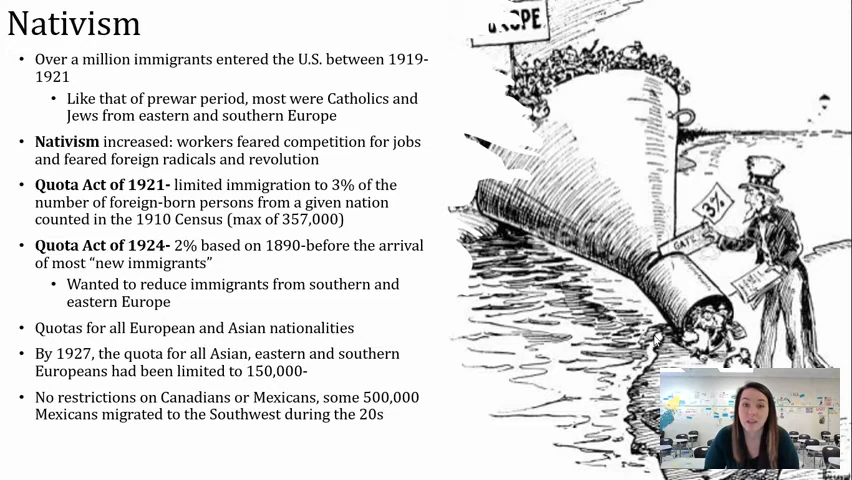 Nativism
• Over a million immigrants entered the U.S. between 1919-
1921
• Like that of prewar period, most were Catholics and
Jews from eastern and southern Europe
• Nativism increased: workers feared competition for jobs
and feared foreign radicals and revolution
• Quota Act of 1921- limited immigration to 3% of the
number of foreign-born persons from a given nation
counted in the 1910 Census (max of 357,000)
• Quota Act of 1924- 2% based on 1890-before the arrival
of most “new immigrants”
• Wanted to reduce immigrants from southern and
eastern Europe
• Quotas for all European and Asian nationalities
• By 1927, the quota for all Asian, eastern and southern
Europeans had been limited to 150,000-
• No restrictions on Canadians or Mexicans, some 500,000
Mexicans migrated to the Southwest during the 20s
3%
GATE